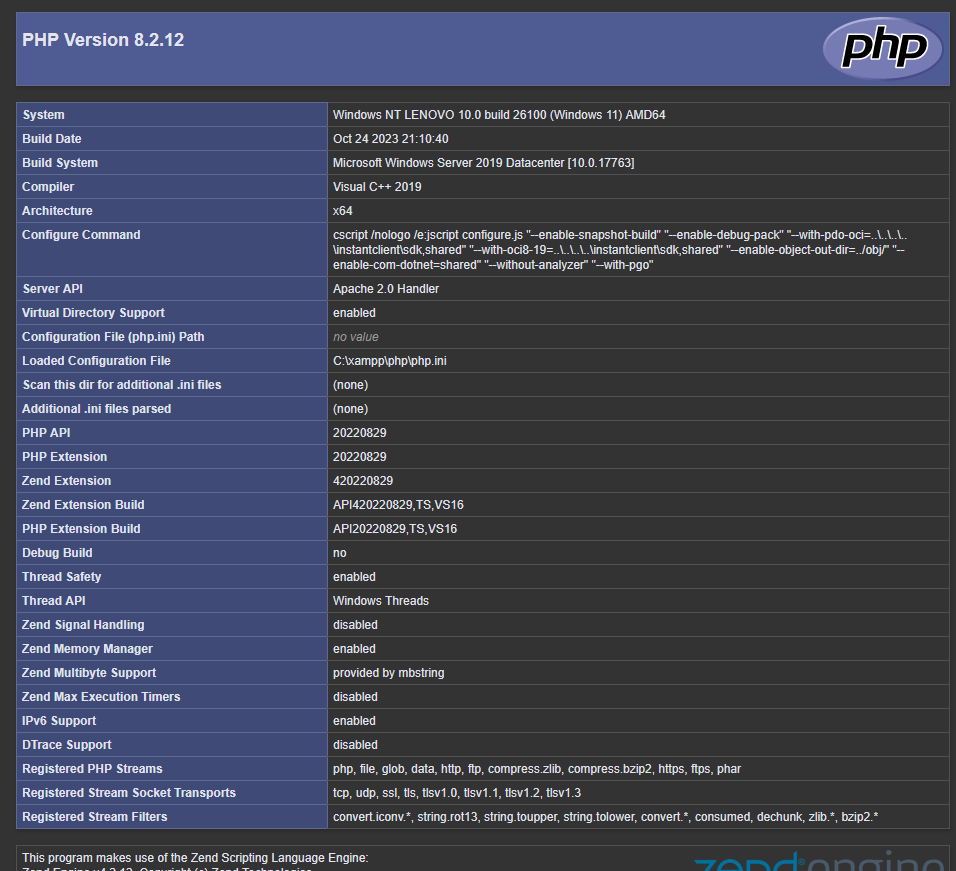 PHP Version 8.2.12
php
System Windows NT LENOVO 10.0 build 26100 (Windows 11) AMD64
Build Date Oct 24 2023 21:10:40
Build System Microsoft Windows Server 2019 Datacenter [10.0.17763]
Compiler Visual C++ 2019
Architecture x64
Configure Command cscript /nologo /e:jscript configure.js "--enable-snapshot-build" "--enable-debug-pack" "--with-pdo-oci=..\..\..\..
\instantclient\sdk,shared" "--with-oci8-19=..\..\..\..\instantclient\sdk,shared" "--enable-object-out-dir=../obj/" "--
enable-com-dotnet=shared" "--without-analyzer" "--with-pgo"
Server API Apache 2.0 Handler
Virtual Directory Support enabled
Configuration File (php.ini) Path no value
Loaded Configuration File C:\xampp\php\php.ini
Scan this dir for additional .ini files (none)
Additional .ini files parsed (none)
PHP API 20220829
PHP Extension 20220829
Zend Extension 420220829
Zend Extension Build API420220829,TS,VS16
PHP Extension Build API20220829,TS,VS16
Debug Build no
Thread Safety enabled
Thread API Windows Threads
Zend Signal Handling disabled
Zend Memory Manager enabled
Zend Multibyte Support provided by mbstring
Zend Max Execution Timers disabled
IPv6 Support enabled
DTrace Support disabled
Registered PHP Streams php, file, glob, data, http, ftp, compress.zlib, compress.bzip2, https, ftps, phar
Registered Stream Socket Transports tcp, udp, ssl, tls, tlsv1.0, tlsv1.1, tlsv1.2, tlsv1.3
Registered Stream Filters convert.iconv.*, string.rot13, string.toupper, string.tolower, convert.*, consumed, dechunk, zlib.*, bzip2.*
This program makes use of the Zend Scripting Language Engine:
Zend Engine v4.2.12, Copyright (c) Zend Technologies
zend engine